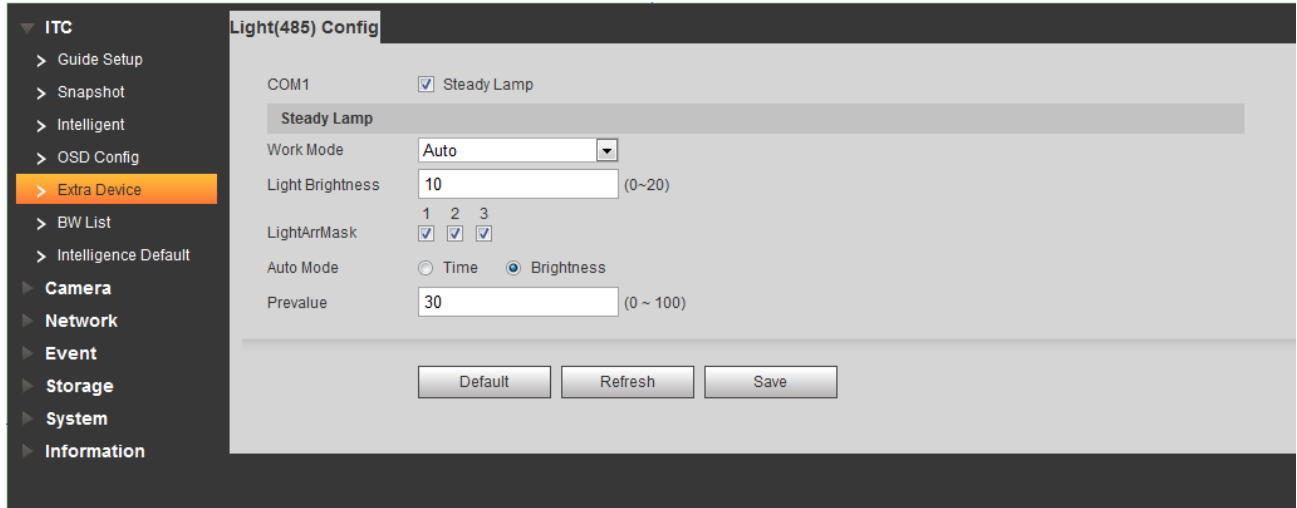 ITC
Guide Setup
Snapshot
Intelligent
OSD Config
Extra Device
BW List
Intelligence Default
Camera
Network
Event
Storage
System
Information
Light(485) Config
COM1 Steady Lamp
Steady Lamp
Work Mode Auto
Light Brightness 10 (0~20)
1 2 3
LightArrMask
Auto Mode Time Brightness
Prevalue 30 (0 ~ 100)
Default Refresh Save